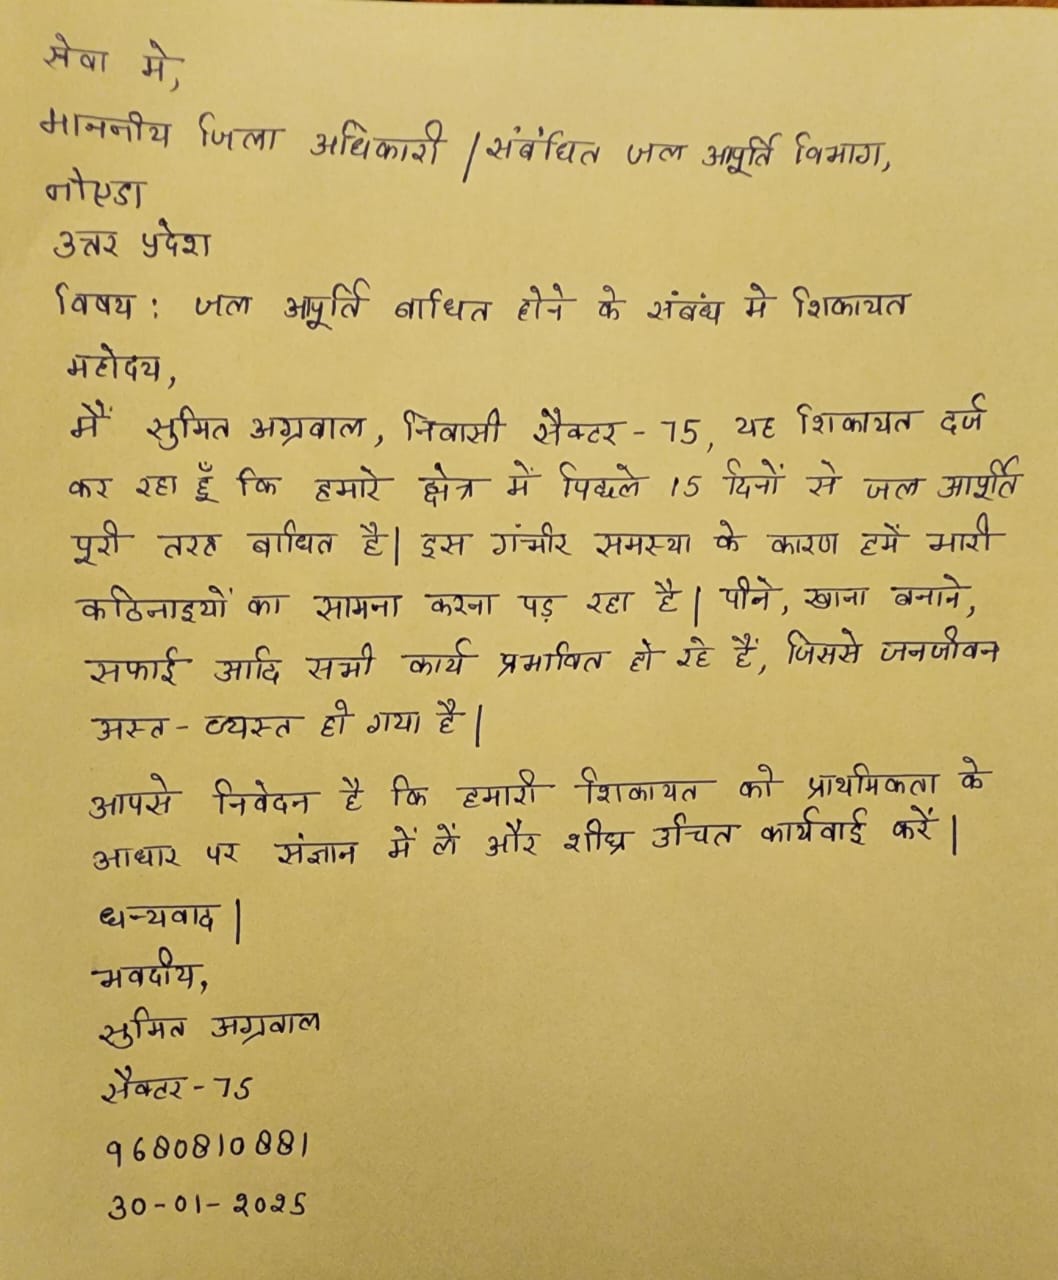 सेवा मे,
माननीय जिला अधिकारी / संबंधित जल आपूर्ति विभाग,
नोएडा
उत्तर प्रदेश
विषय : जल आपूर्ति बाधित होने के संबंध मे शिकायत
महोदय,
मैं सुमित अग्रवाल, निवासी सैक्टर - 75, यह शिकायत दर्ज
कर रहा हूँ कि हमारे क्षेत्र में पिछले 15 दिनों से जल आपूर्ति
पूरी तरह बाधित है| इस गंभीर समस्या के कारण हमें भारी
कठिनाइयों का सामना करना पड़ रहा है| पीने, खाना बनाने,
सफाई आदि सभी कार्य प्रभावित हो रहे हैं, जिससे जनजीवन
अस्त - व्यस्त हो गया है|
आपसे निवेदन है कि हमारी शिकायत को प्राथमिकता के
आधार पर संज्ञान में लें और शीघ्र उचित कार्यवाई करें|
धन्यवाद|
भवदीय,
सुमित अग्रवाल
सैक्टर - 75
9680810881
30-01-2025